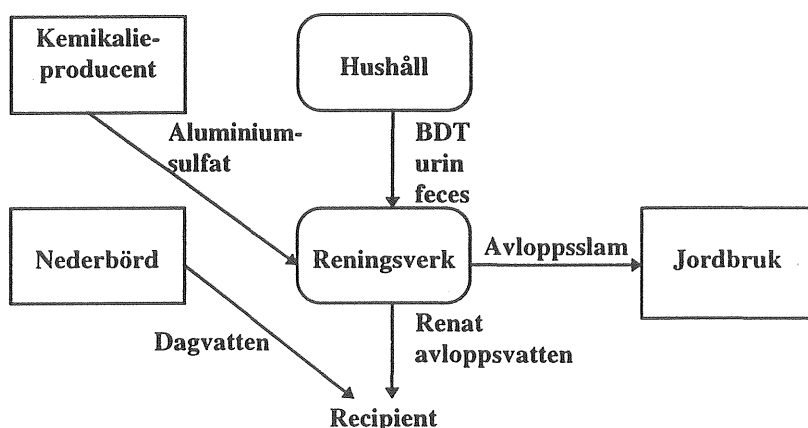 Kemikalie-
producent
Hushåll
Aluminium-
sulfat
BDT
urin
feces
Nederbörd
Reningsverk
Avloppsslam
Jordbruk
Dagvatten
Renat
avloppsvatten
Recipient